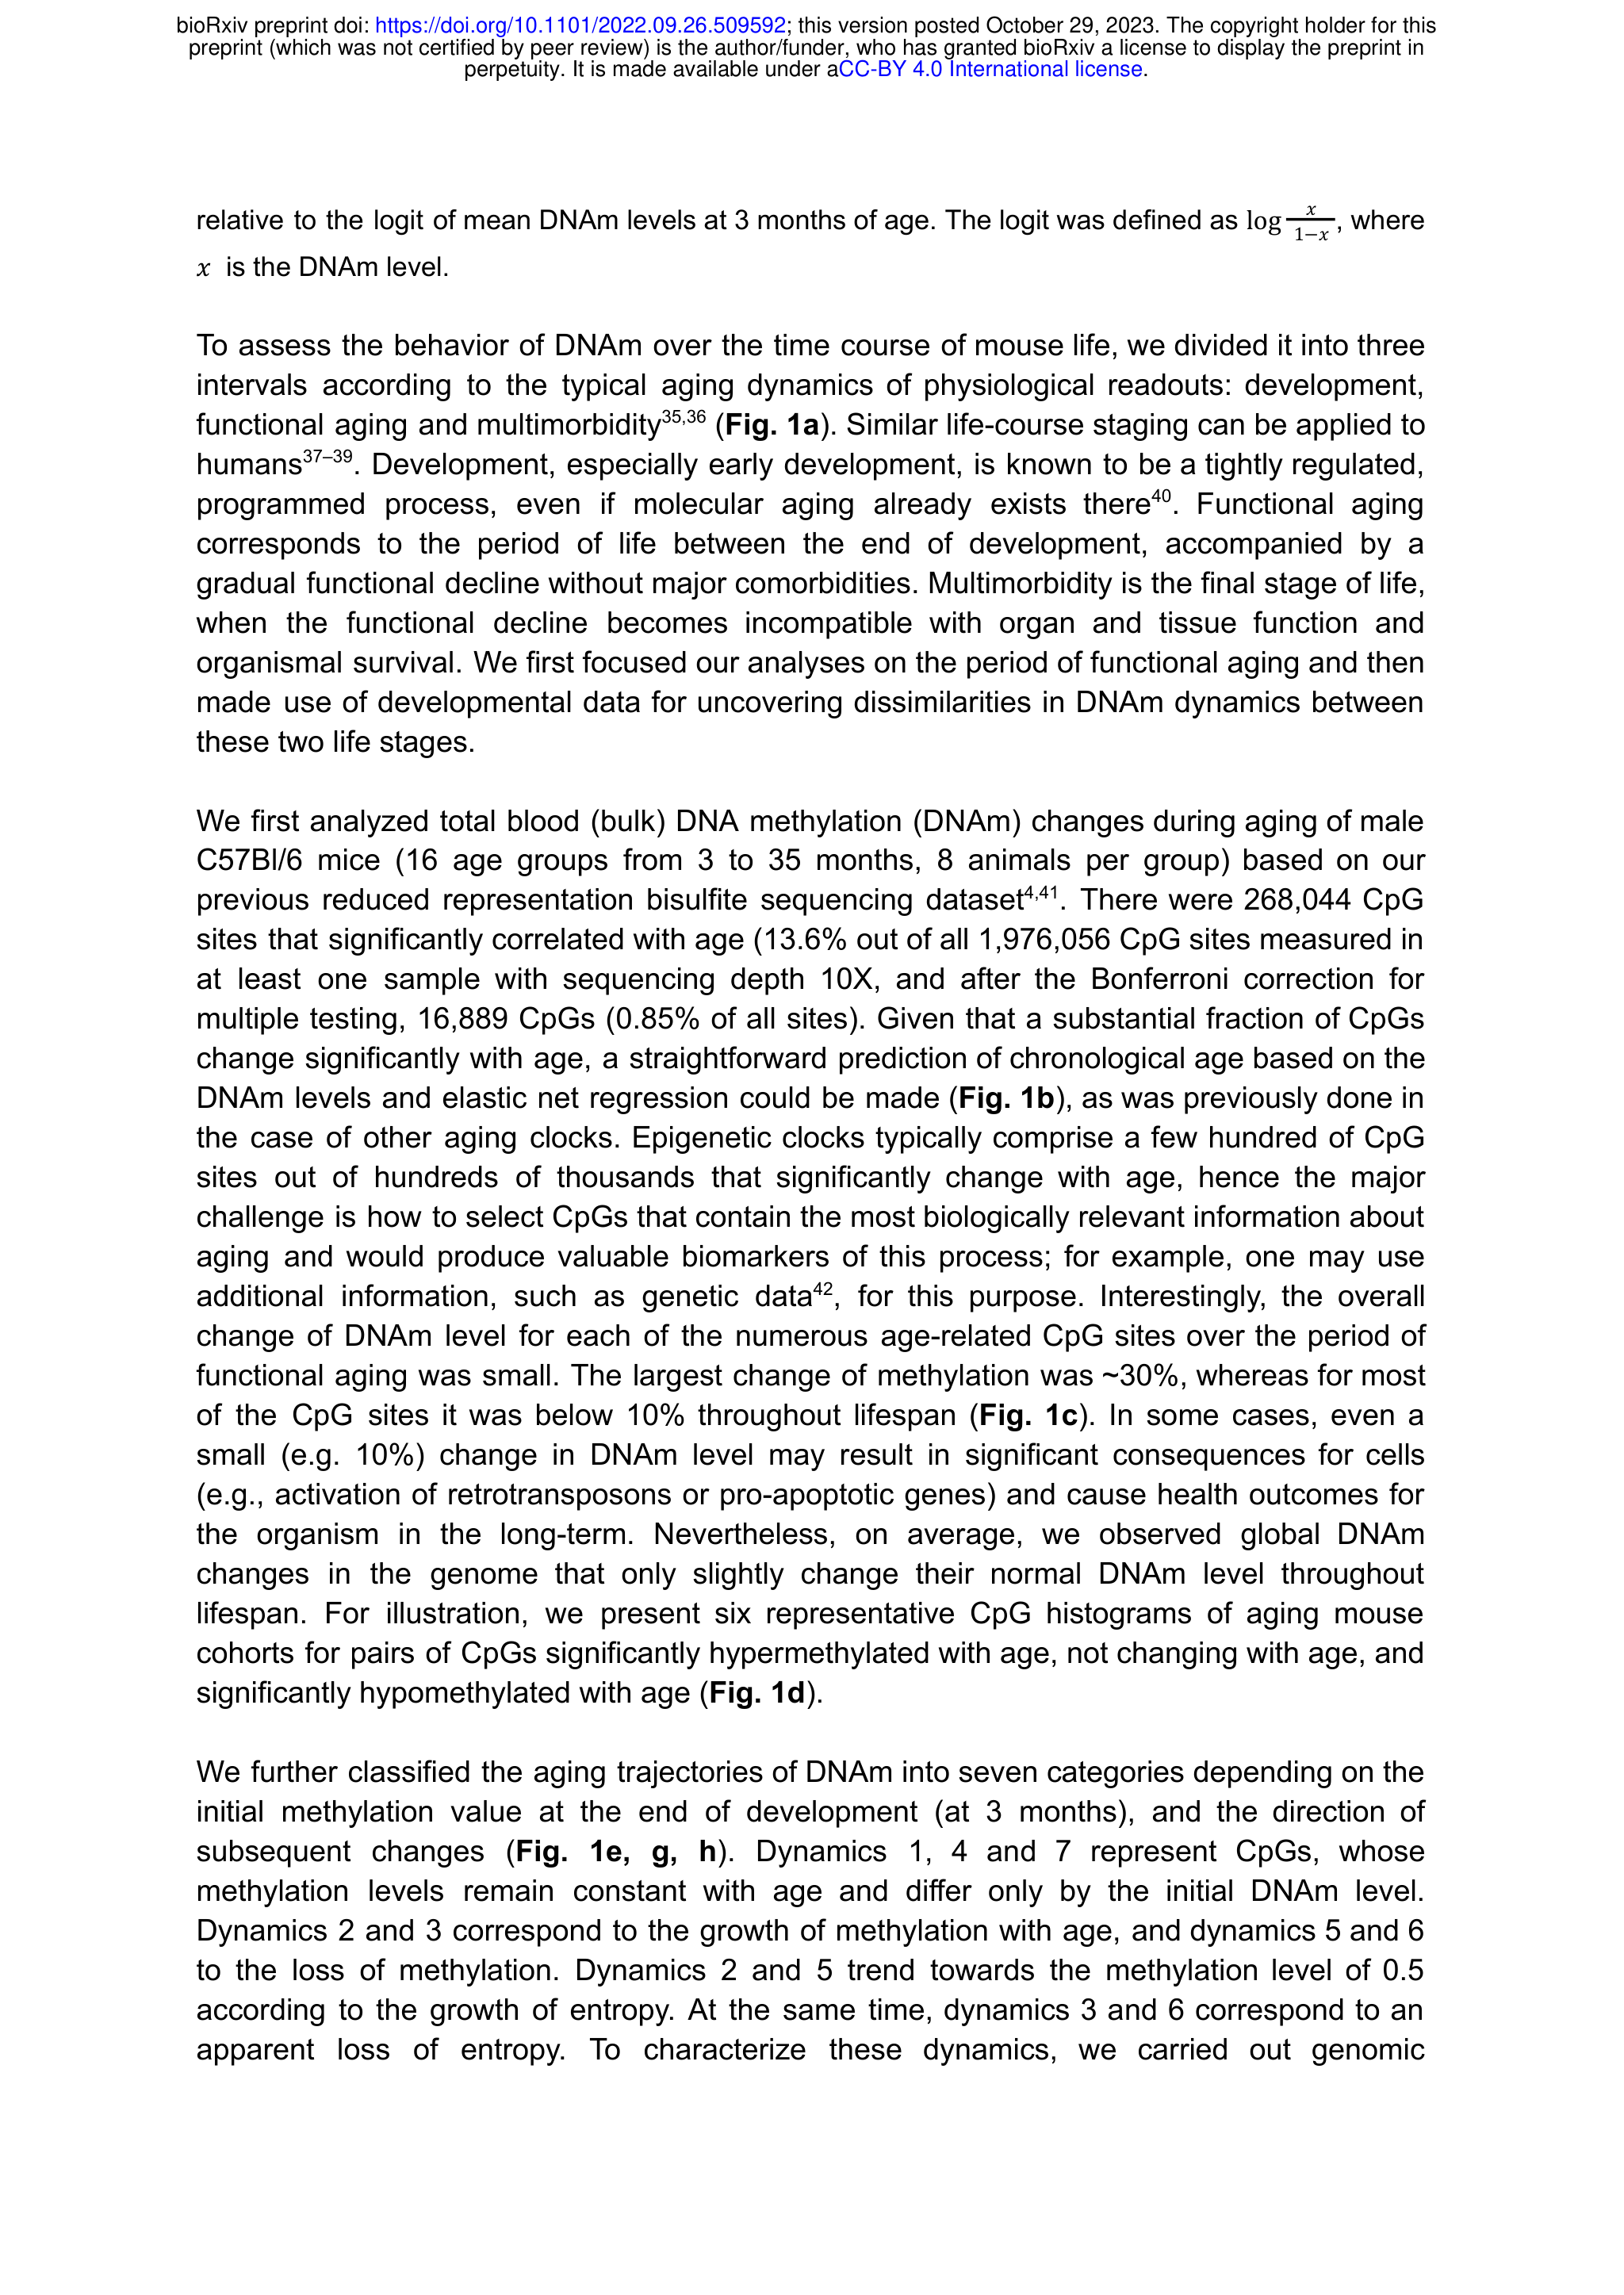 bioRxiv preprint doi: https://doi.org/10.1101/2022.09.26.509592; this version posted October 29, 2023. The copyright holder for this
preprint (which was not certified by peer review) is the author/funder, who has granted bioRxiv a license to display the preprint in
perpetuity. It is made available under aCC-BY 4.0 International license.
relative to the logit of mean DNAm levels at 3 months of age. The logit was defined as log x/(1−x), where
x is the DNAm level.
To assess the behavior of DNAm over the time course of mouse life, we divided it into three
intervals according to the typical aging dynamics of physiological readouts: development,
functional aging and multimorbidity35,36 (Fig. 1a). Similar life-course staging can be applied to
humans37–39. Development, especially early development, is known to be a tightly regulated,
programmed process, even if molecular aging already exists there40. Functional aging
corresponds to the period of life between the end of development, accompanied by a
gradual functional decline without major comorbidities. Multimorbidity is the final stage of life,
when the functional decline becomes incompatible with organ and tissue function and
organismal survival. We first focused our analyses on the period of functional aging and then
made use of developmental data for uncovering dissimilarities in DNAm dynamics between
these two life stages.
We first analyzed total blood (bulk) DNA methylation (DNAm) changes during aging of male
C57Bl/6 mice (16 age groups from 3 to 35 months, 8 animals per group) based on our
previous reduced representation bisulfite sequencing dataset4,41. There were 268,044 CpG
sites that significantly correlated with age (13.6% out of all 1,976,056 CpG sites measured in
at least one sample with sequencing depth 10X, and after the Bonferroni correction for
multiple testing, 16,889 CpGs (0.85% of all sites). Given that a substantial fraction of CpGs
change significantly with age, a straightforward prediction of chronological age based on the
DNAm levels and elastic net regression could be made (Fig. 1b), as was previously done in
the case of other aging clocks. Epigenetic clocks typically comprise a few hundred of CpG
sites out of hundreds of thousands that significantly change with age, hence the major
challenge is how to select CpGs that contain the most biologically relevant information about
aging and would produce valuable biomarkers of this process; for example, one may use
additional information, such as genetic data42, for this purpose. Interestingly, the overall
change of DNAm level for each of the numerous age-related CpG sites over the period of
functional aging was small. The largest change of methylation was ~30%, whereas for most
of the CpG sites it was below 10% throughout lifespan (Fig. 1c). In some cases, even a
small (e.g. 10%) change in DNAm level may result in significant consequences for cells
(e.g., activation of retrotransposons or pro-apoptotic genes) and cause health outcomes for
the organism in the long-term. Nevertheless, on average, we observed global DNAm
changes in the genome that only slightly change their normal DNAm level throughout
lifespan. For illustration, we present six representative CpG histograms of aging mouse
cohorts for pairs of CpGs significantly hypermethylated with age, not changing with age, and
significantly hypomethylated with age (Fig. 1d).
We further classified the aging trajectories of DNAm into seven categories depending on the
initial methylation value at the end of development (at 3 months), and the direction of
subsequent changes (Fig. 1e, g, h). Dynamics 1, 4 and 7 represent CpGs, whose
methylation levels remain constant with age and differ only by the initial DNAm level.
Dynamics 2 and 3 correspond to the growth of methylation with age, and dynamics 5 and 6
to the loss of methylation. Dynamics 2 and 5 trend towards the methylation level of 0.5
according to the growth of entropy. At the same time, dynamics 3 and 6 correspond to an
apparent loss of entropy. To characterize these dynamics, we carried out genomic